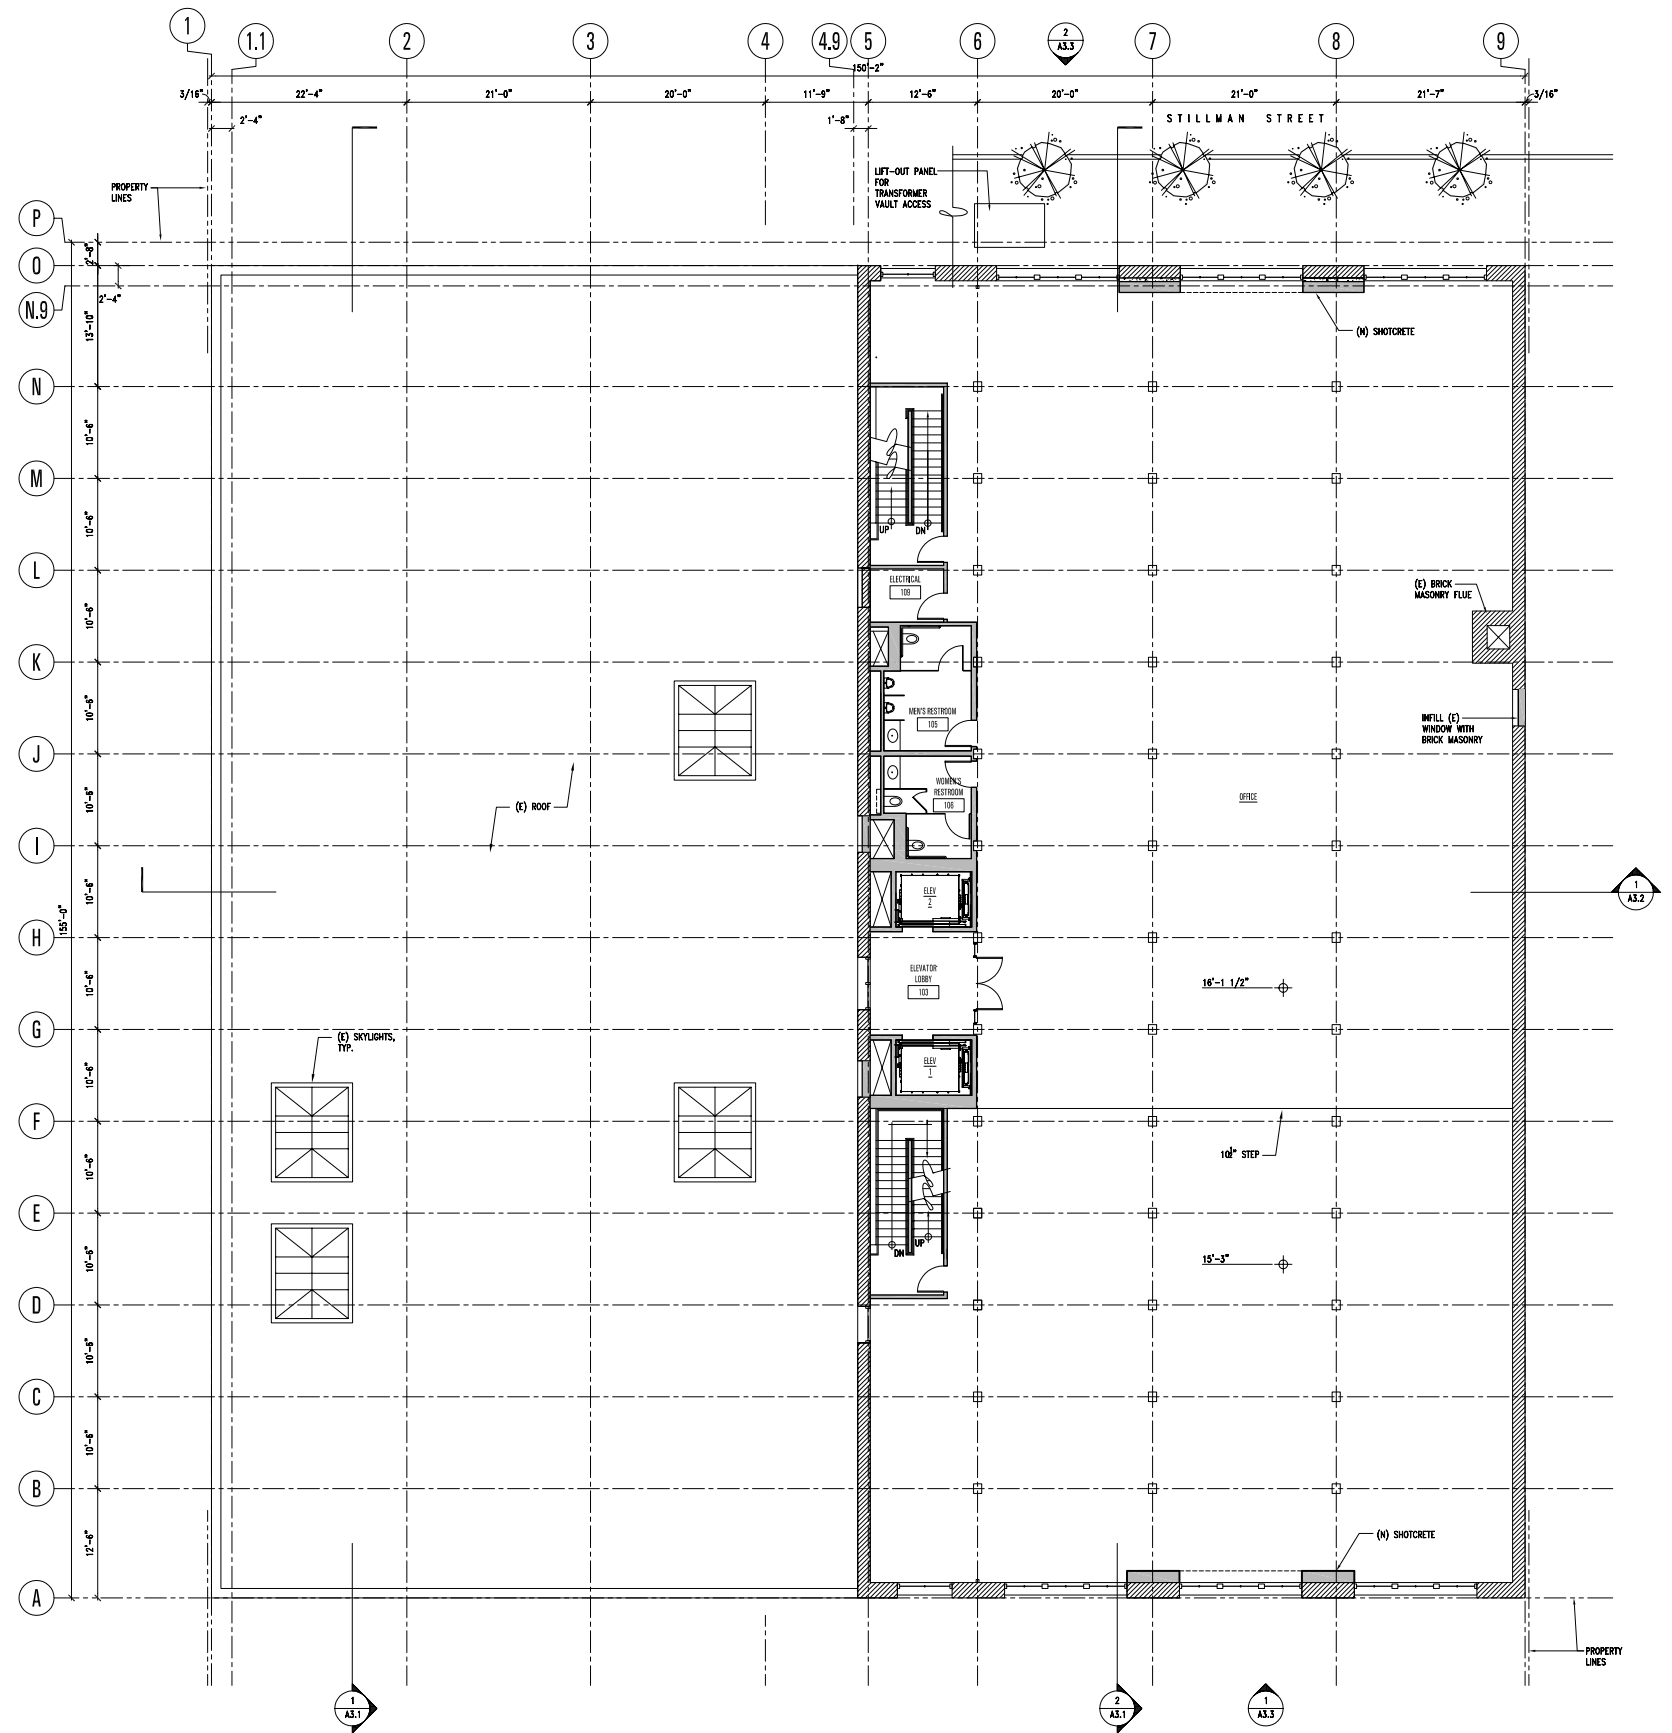 1
1.1
2
3
4
4.9
5
6
2
A3.3
7
8
9
150'-2"
3/16"
22'-4"
21'-0"
20'-0"
11'-9"
12'-6"
20'-0"
21'-0"
21'-7"
3/16"
2'-4"
1'-8"
STILLMAN STREET
LIFT-OUT PANEL
FOR
TRANSFORMER
VAULT ACCESS
PROPERTY
LINES
P
2'-8"
O
2'-4"
N.9
13'-10"
(N) SHOTCRETE
N
10'-6"
M
UP
DN
10'-6"
L
ELECTRICAL
109
(E) BRICK
MASONRY FLUE
10'-6"
K
10'-6"
MEN'S RESTROOM
105
INFILL (E)
WINDOW WITH
BRICK MASONRY
J
WOMEN'S
RESTROOM
106
10'-6"
(E) ROOF
OFFICE
I
10'-6"
ELEV
2
1
A3.2
155'-0"
H
ELEVATOR
LOBBY
103
10'-6"
16'-1 1/2"
G
(E) SKYLIGHTS,
TYP.
10'-6"
ELEV
1
F
10'-6"
10½" STEP
E
DN
UP
10'-6"
15'-3"
D
10'-6"
C
10'-6"
B
12'-6"
(N) SHOTCRETE
A
PROPERTY
LINES
1
A3.1
2
A3.1
1
A3.3